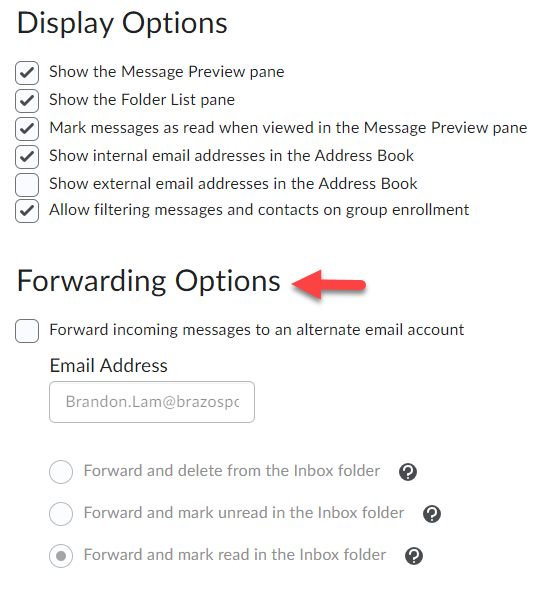 Display Options
Show the Message Preview pane
Show the Folder List pane
Mark messages as read when viewed in the Message Preview pane
Show internal email addresses in the Address Book
Show external email addresses in the Address Book
Allow filtering messages and contacts on group enrollment
Forwarding Options
Forward incoming messages to an alternate email account
Email Address
Brandon.Lam@brazospc
Forward and delete from the Inbox folder ?
Forward and mark unread in the Inbox folder ?
Forward and mark read in the Inbox folder ?